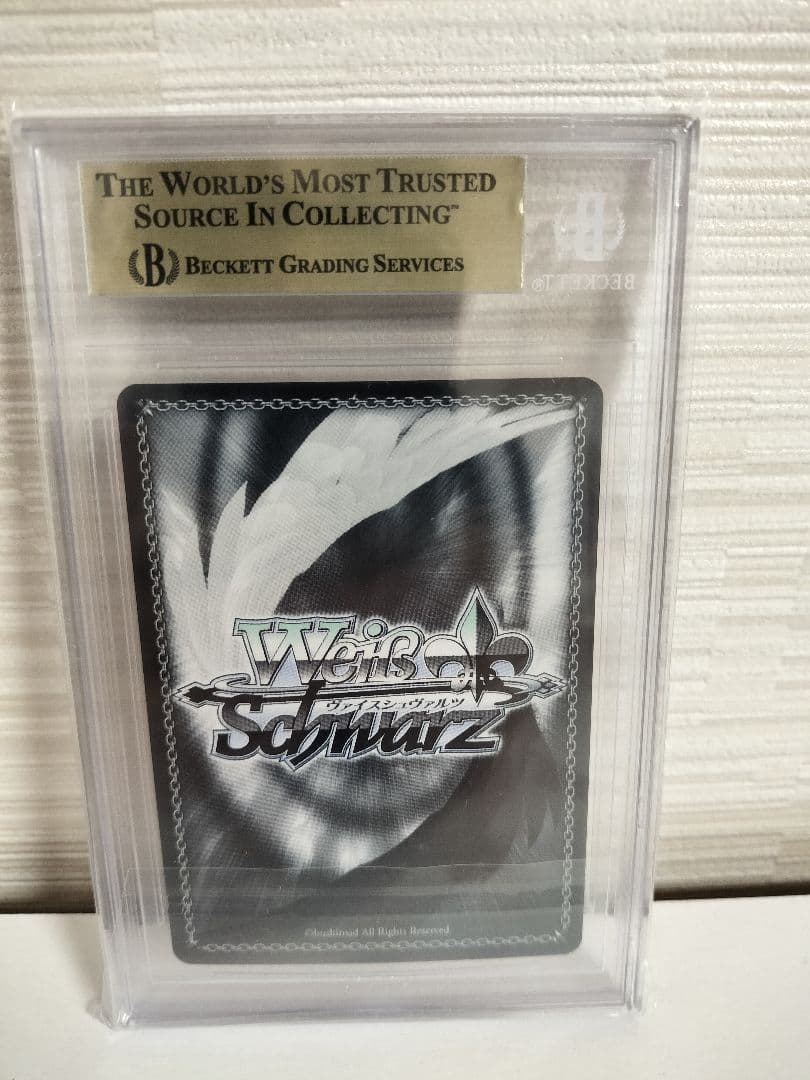 THE WORLD'S MOST TRUSTED
SOURCE IN COLLECTING™
B BECKETT GRADING SERVICES
B
BECKETT®
Weiß
ヴァイスシュヴァルツ
Schwarz
©bushiroad All Rights Reserved